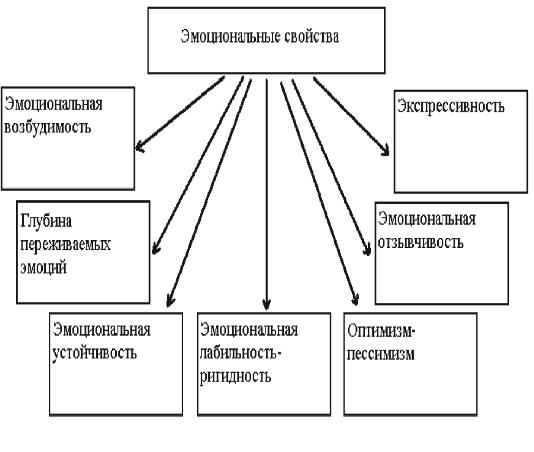 Эмоциональные свойства
Эмоциональная
возбудимость
Экспрессивность
Глубина
переживаемых
эмоций
Эмоциональная
отзывчивость
Эмоциональная
устойчивость
Эмоциональная
лабильность-
ригидность
Оптимизм-
пессимизм